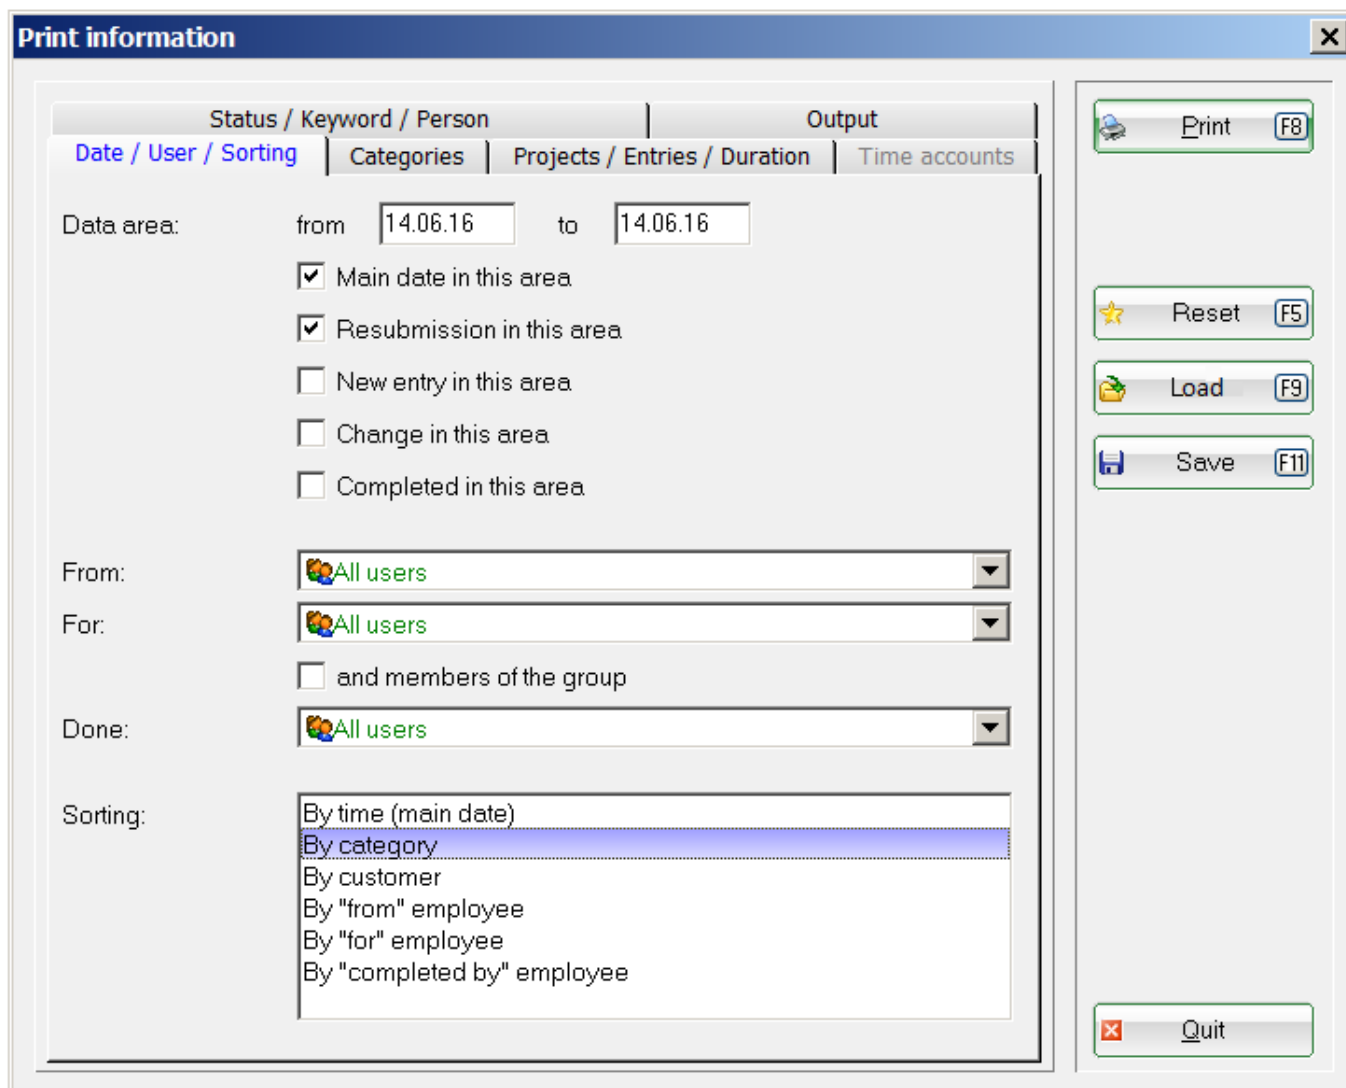 Print information
Status / Keyword / Person Output
Date / User / Sorting Categories Projects / Entries / Duration Time accounts
Data area: from 14.06.16 to 14.06.16
Main date in this area
Resubmission in this area
New entry in this area
Change in this area
Completed in this area
From: All users
For: All users
and members of the group
Done: All users
Sorting: By time (main date)
By category
By customer
By "from" employee
By "for" employee
By "completed by" employee
Print F8
Reset F5
Load F9
Save F11
Quit